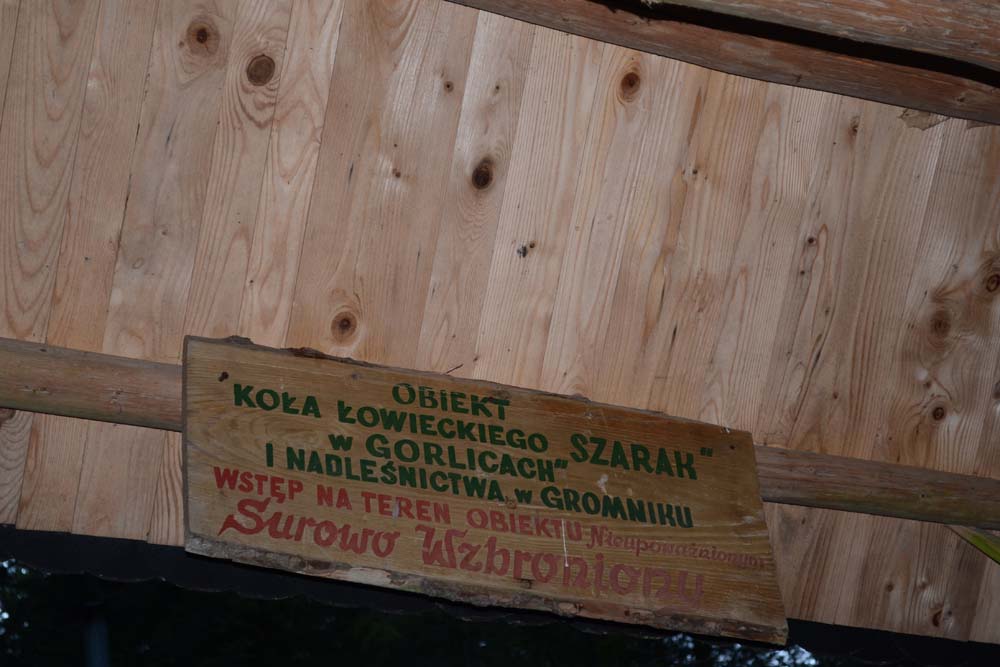 OBIEKT
KOŁA ŁOWIECKIEGO SZARAK"
w GORLICACH"
I NADLEŚNICTWA w GROMNIKU
WSTĘP NA TEREN OBIEKTU Nieupoważnionym
Surowo Wzbroniony